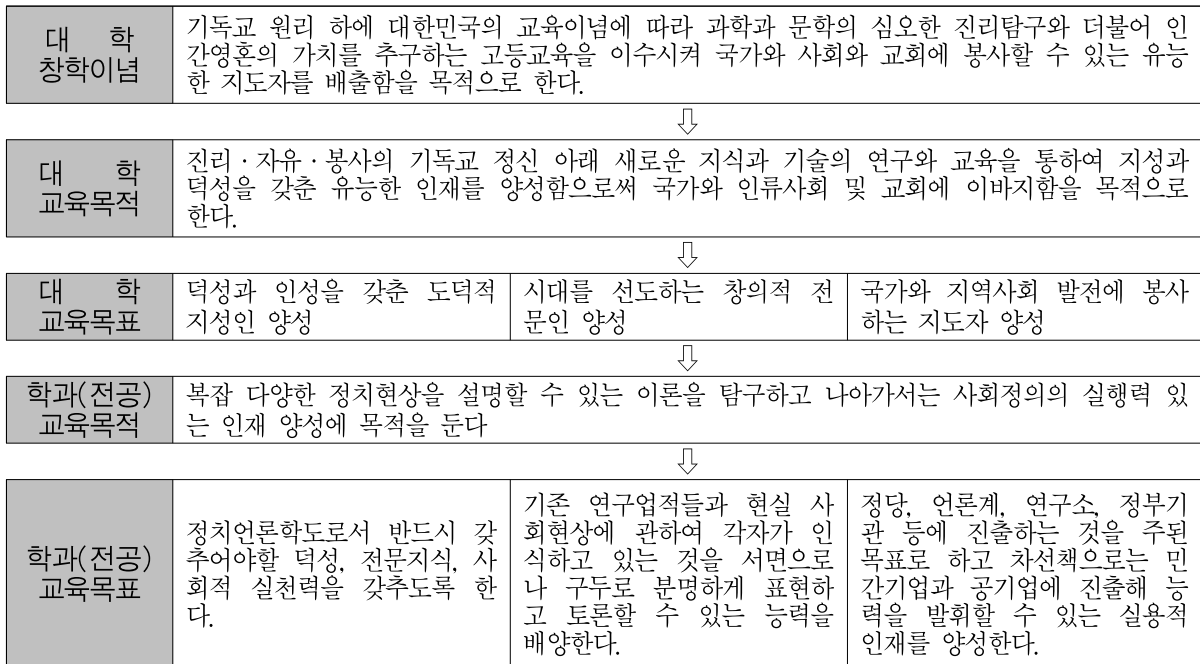 대 학
창학이념
기독교 원리 하에 대한민국의 교육이념에 따라 과학과 문학의 심오한 진리탐구와 더불어 인
간영혼의 가치를 추구하는 고등교육을 이수시켜 국가와 사회와 교회에 봉사할 수 있는 유능
한 지도자를 배출함을 목적으로 한다.
⇩
대 학
교육목적
진리·자유·봉사의 기독교 정신 아래 새로운 지식과 기술의 연구와 교육을 통하여 지성과
덕성을 갖춘 유능한 인재를 양성함으로써 국가와 인류사회 및 교회에 이바지함을 목적으로
한다.
⇩
대 학
교육목표
덕성과 인성을 갖춘 도덕적
지성인 양성
시대를 선도하는 창의적 전
문인 양성
국가와 지역사회 발전에 봉사
하는 지도자 양성
⇩
학과(전공)
교육목적
복잡 다양한 정치현상을 설명할 수 있는 이론을 탐구하고 나아가서는 사회정의의 실행력 있
는 인재 양성에 목적을 둔다
⇩
학과(전공)
교육목표
정치언론학도로서 반드시 갖
추어야할 덕성, 전문지식, 사
회적 실천력을 갖추도록 한
다.
기존 연구업적들과 현실 사
회현상에 관하여 각자가 인
식하고 있는 것을 서면으로
나 구두로 분명하게 표현하
고 토론할 수 있는 능력을
배양한다.
정당, 언론계, 연구소, 정부기
관 등에 진출하는 것을 주된
목표로 하고 차선책으로는 민
간기업과 공기업에 진출해 능
력을 발휘할 수 있는 실용적
인재를 양성한다.